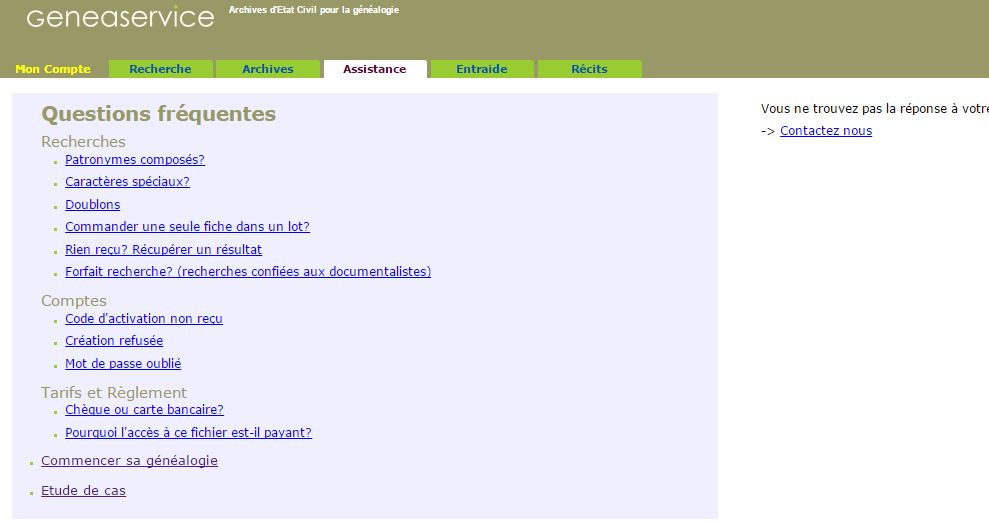 Geneaservice
Archives d'Etat Civil pour la généalogie
Mon Compte Recherche Archives Assistance Entraide Récits
Questions fréquentes
Recherches
Patronymes composés?
Caractères spéciaux?
Doublons
Commander une seule fiche dans un lot?
Rien reçu? Récupérer un résultat
Forfait recherche? (recherches confiées aux documentalistes)
Comptes
Code d'activation non reçu
Création refusée
Mot de passe oublié
Tarifs et Règlement
Chèque ou carte bancaire?
Pourquoi l'accès à ce fichier est-il payant?
Commencer sa généalogie
Etude de cas
Vous ne trouvez pas la réponse à votre
-> Contactez nous